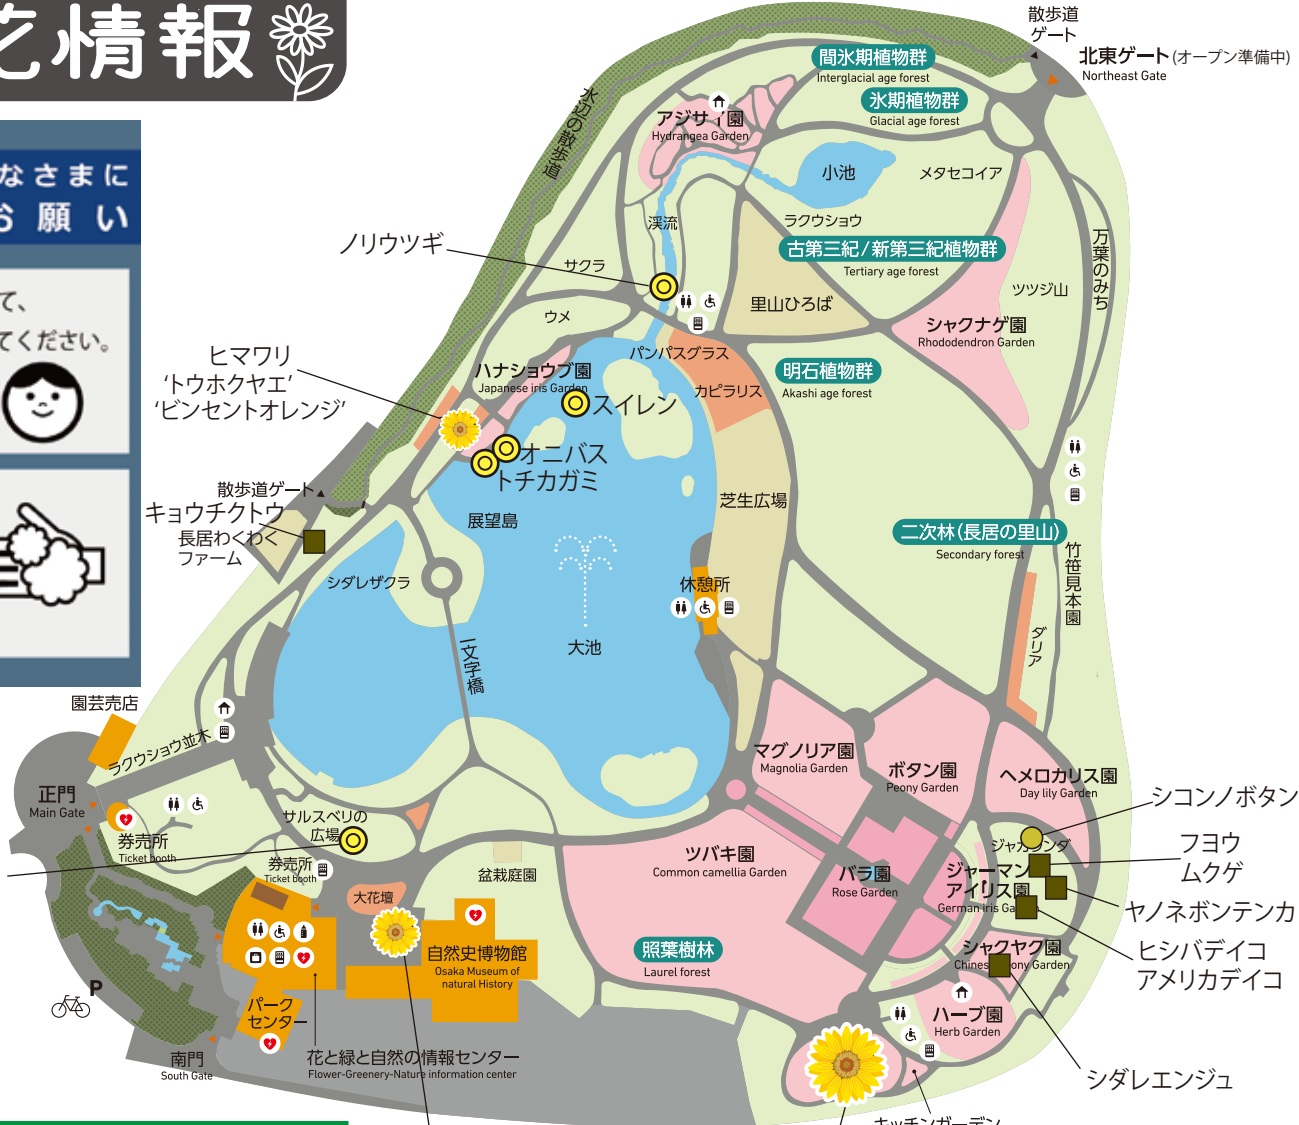 花情報
なさまに
お願い
て、
てください。
散歩道
ゲート
北東ゲート(オープン準備中)
Northeast Gate
間氷期植物群
Interglacial age forest
氷期植物群
Glacial age forest
水辺の散歩道
アジサイ園
Hydrangea Garden
小池
メタセコイア
渓流
ラクウショウ
古第三紀/新第三紀植物群
Tertiary age forest
万葉のみち
ノリウツギ
サクラ
里山ひろば
ツツジ山
ウメ
シャクナゲ園
Rhododendron Garden
パンパスグラス
ヒマワリ
‘トウホクヤエ’
‘ビンセントオレンジ’
ハナショウブ園
Japanese iris Garden
カピラリス
明石植物群
Akashi age forest
スイレン
オニバス
トチカガミ
散歩道ゲート
キョウチクトウ
長居わくわく
ファーム
展望島
芝生広場
二次林(長居の里山)
Secondary forest
竹笹見本園
シダレザクラ
休憩所
ダリア
一文字橋
大池
園芸売店
ラクウショウ並木
マグノリア園
Magnolia Garden
ボタン園
Peony Garden
ヘメロカリス園
Day lily Garden
正門
Main Gate
シコンノボタン
サルスベリの
広場
券売所
Ticket booth
券売所
Ticket booth
ジャカランダ
フヨウ
ムクゲ
盆栽庭園
ツバキ園
Common camellia Garden
バラ園
Rose Garden
ジャーマン
アイリス園
German iris Ga
大花壇
ヤノネボンテンカ
自然史博物館
Osaka Museum of
natural History
照葉樹林
Laurel forest
シャクヤク園
Chinese ony Garden
ヒシバデイコ
アメリカデイコ
P
パーク
センター
ハーブ園
Herb Garden
南門
South Gate
花と緑と自然の情報センター
Flower-Greenery-Nature information center
シダレエンジュ
キッチンガーデン